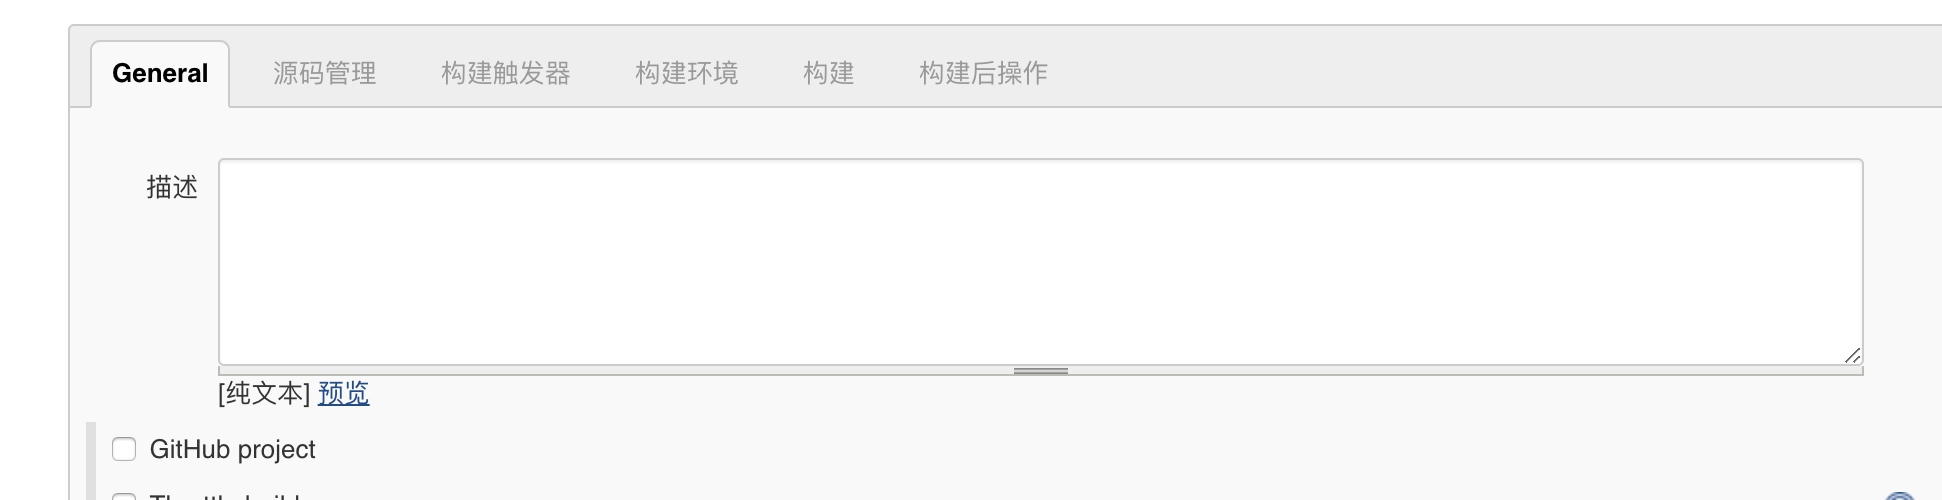 General 源码管理 构建触发器 构建环境 构建 构建后操作
描述
[纯文本] 预览
GitHub project